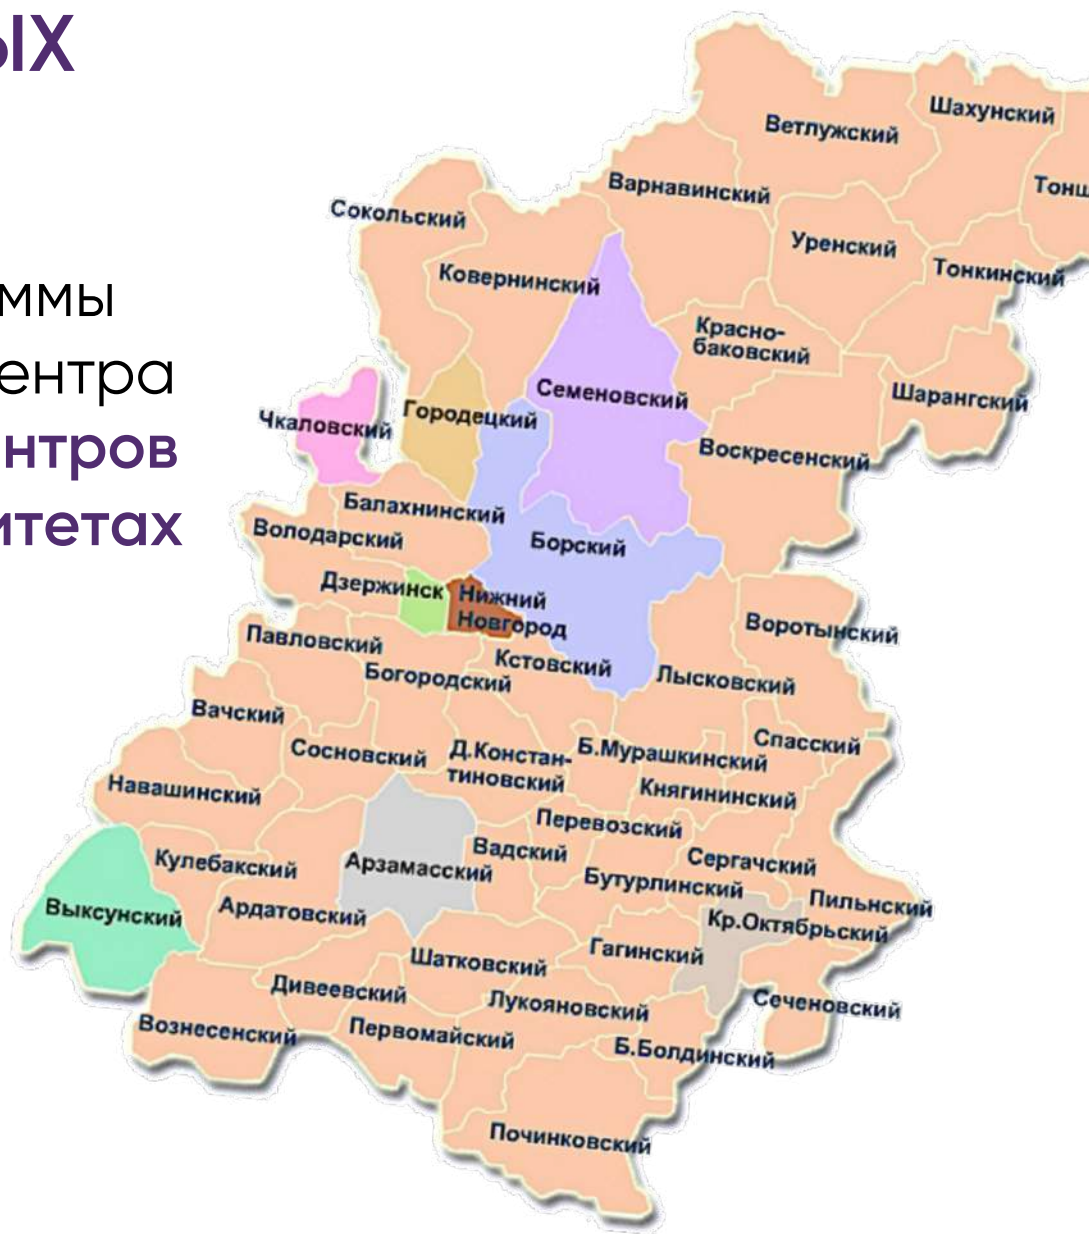 ЫХ
ммы
ентра
нтров
итетах
Ветлужский
Шахунский
Тонш
Варнавинский
Сокольский
Уренский
Тонкинский
Ковернинский
Красно-
баковский
Семеновский
Шарангский
Чкаловский
Городецкий
Воскресенский
Балахнинский
Володарский
Борский
Дзержинск
Нижний
Новгород
Воротынский
Павловский
Кстовский
Богородский
Лысковский
Вачский
Сосновский
Д.Констан-
тиновский
Б.Мурашкинский
Спасский
Навашинский
Княгининский
Перевозский
Вадский
Сергачский
Кулебакский
Арзамасский
Бутурлинский
Пильнский
Выксунский
Ардатовский
Кр.Октябрьский
Гагинский
Шатковский
Дивеевский
Лукояновский
Сеченовский
Вознесенский
Первомайский
Б.Болдинский
Починковский